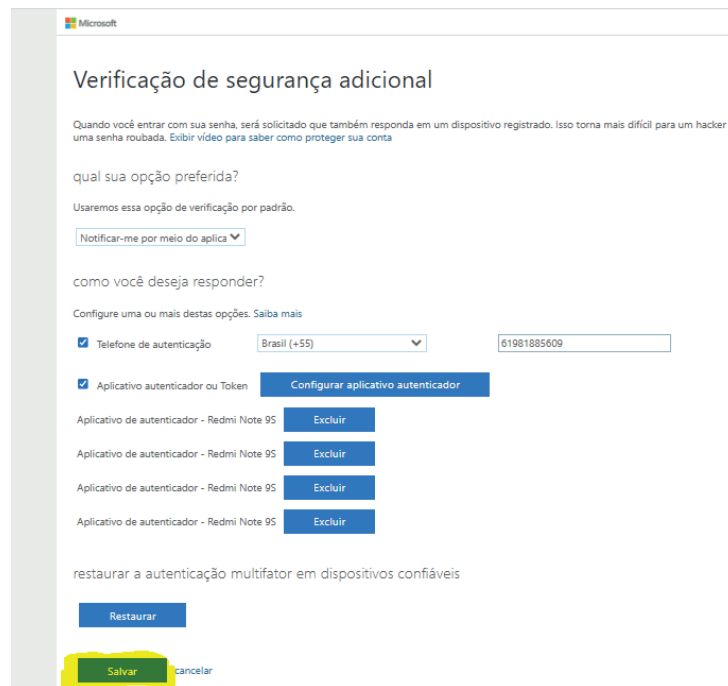 Microsoft
Verificação de segurança adicional
Quando você entrar com sua senha, será solicitado que também responda em um dispositivo registrado. Isso torna mais difícil para um hacker
uma senha roubada. Exibir vídeo para saber como proteger sua conta
qual sua opção preferida?
Usaremos essa opção de verificação por padrão.
Notificar-me por meio do aplica
como você deseja responder?
Configure uma ou mais destas opções. Saiba mais
Telefone de autenticação Brasil (+55) 61981885609
Aplicativo autenticador ou Token Configurar aplicativo autenticador
Aplicativo de autenticador - Redmi Note 9S Excluir
Aplicativo de autenticador - Redmi Note 9S Excluir
Aplicativo de autenticador - Redmi Note 9S Excluir
Aplicativo de autenticador - Redmi Note 9S Excluir
restaurar a autenticação multifator em dispositivos confiáveis
Restaurar
Salvar cancelar